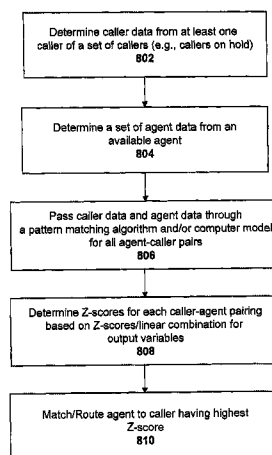 Determine caller data from at least one
caller of a set of callers (e.g., callers on hold)
802
Determine a set of agent data from an
available agent
804
Pass caller data and agent data through
a pattern matching algorithm and/or computer model
for all agent-caller pairs
806
Determine Z-scores for each caller-agent pairing
based on Z-scores/linear combination for
output variables
808
Match/Route agent to caller having highest
Z-score
810